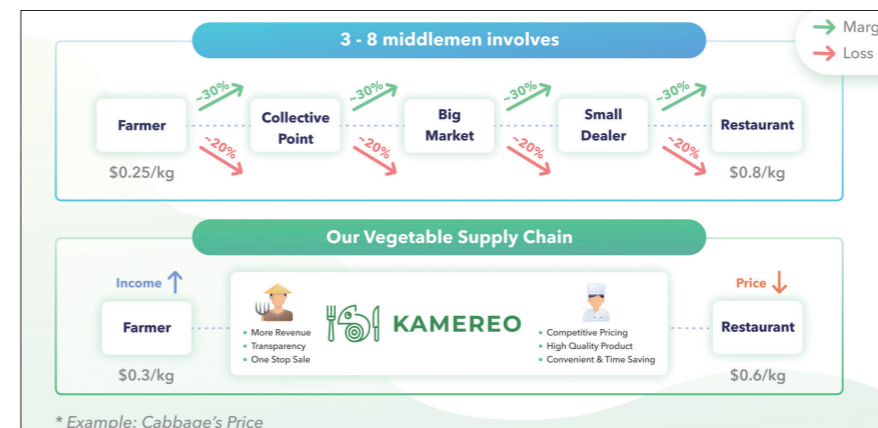 3 - 8 middlemen involves
Marg
Loss
~30%
~30%
~30%
~30%
Farmer
Collective
Point
Big
Market
Small
Dealer
Restaurant
~20%
~20%
~20%
~20%
$0.25/kg
$0.8/kg
Our Vegetable Supply Chain
Income
Price
Farmer
• More Revenue
• Transparency
• One Stop Sale
KAMEREO
• Competitive Pricing
• High Quality Product
• Convenient & Time Saving
Restaurant
$0.3/kg
$0.6/kg
* Example: Cabbage's Price